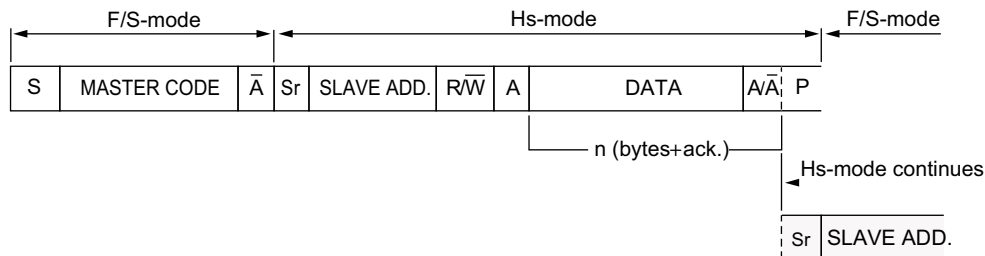 F/S-mode Hs-mode F/S-mode
S MASTER CODE A̅ Sr SLAVE ADD. R/W̅ A DATA A/A̅ P
n (bytes+ack.)
Hs-mode continues
Sr SLAVE ADD.